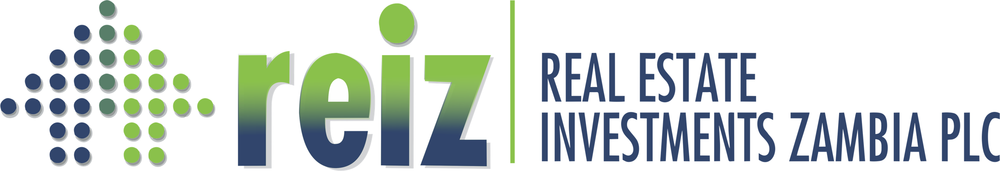 reiz
REAL ESTATE
INVESTMENTS ZAMBIA PLC